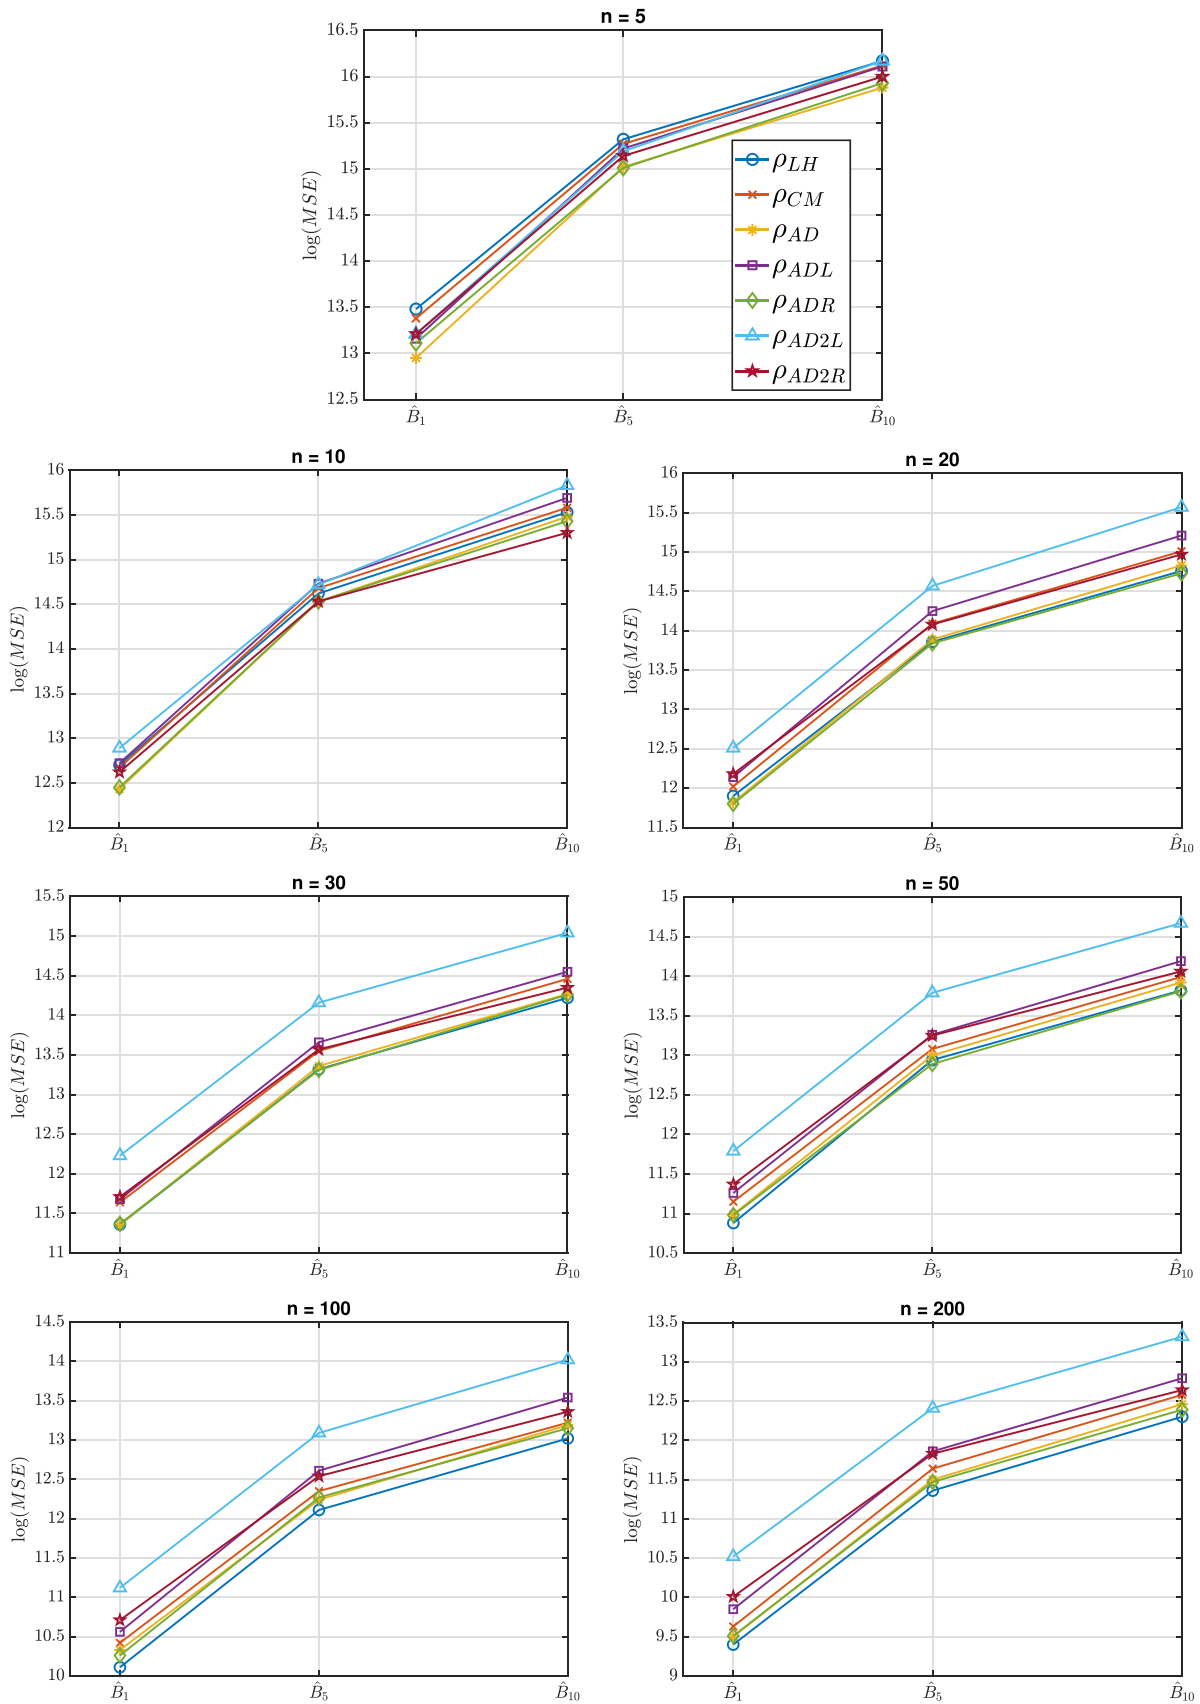 n = 5
16.5
16
15.5
15
14.5
14
13.5
13
12.5
log(MSE)
B̂₁
B̂₅
B̂₁₀
ρ_LH
ρ_CM
ρ_AD
ρ_ADL
ρ_ADR
ρ_AD2L
ρ_AD2R
n = 10
16
15.5
15
14.5
14
13.5
13
12.5
12
log(MSE)
B̂₁
B̂₅
B̂₁₀
n = 20
16
15.5
15
14.5
14
13.5
13
12.5
12
11.5
log(MSE)
B̂₁
B̂₅
B̂₁₀
n = 30
15.5
15
14.5
14
13.5
13
12.5
12
11.5
11
log(MSE)
B̂₁
B̂₅
B̂₁₀
n = 50
15
14.5
14
13.5
13
12.5
12
11.5
11
10.5
log(MSE)
B̂₁
B̂₅
B̂₁₀
n = 100
14.5
14
13.5
13
12.5
12
11.5
11
10.5
10
log(MSE)
B̂₁
B̂₅
B̂₁₀
n = 200
13.5
13
12.5
12
11.5
11
10.5
10
9.5
9
log(MSE)
B̂₁
B̂₅
B̂₁₀